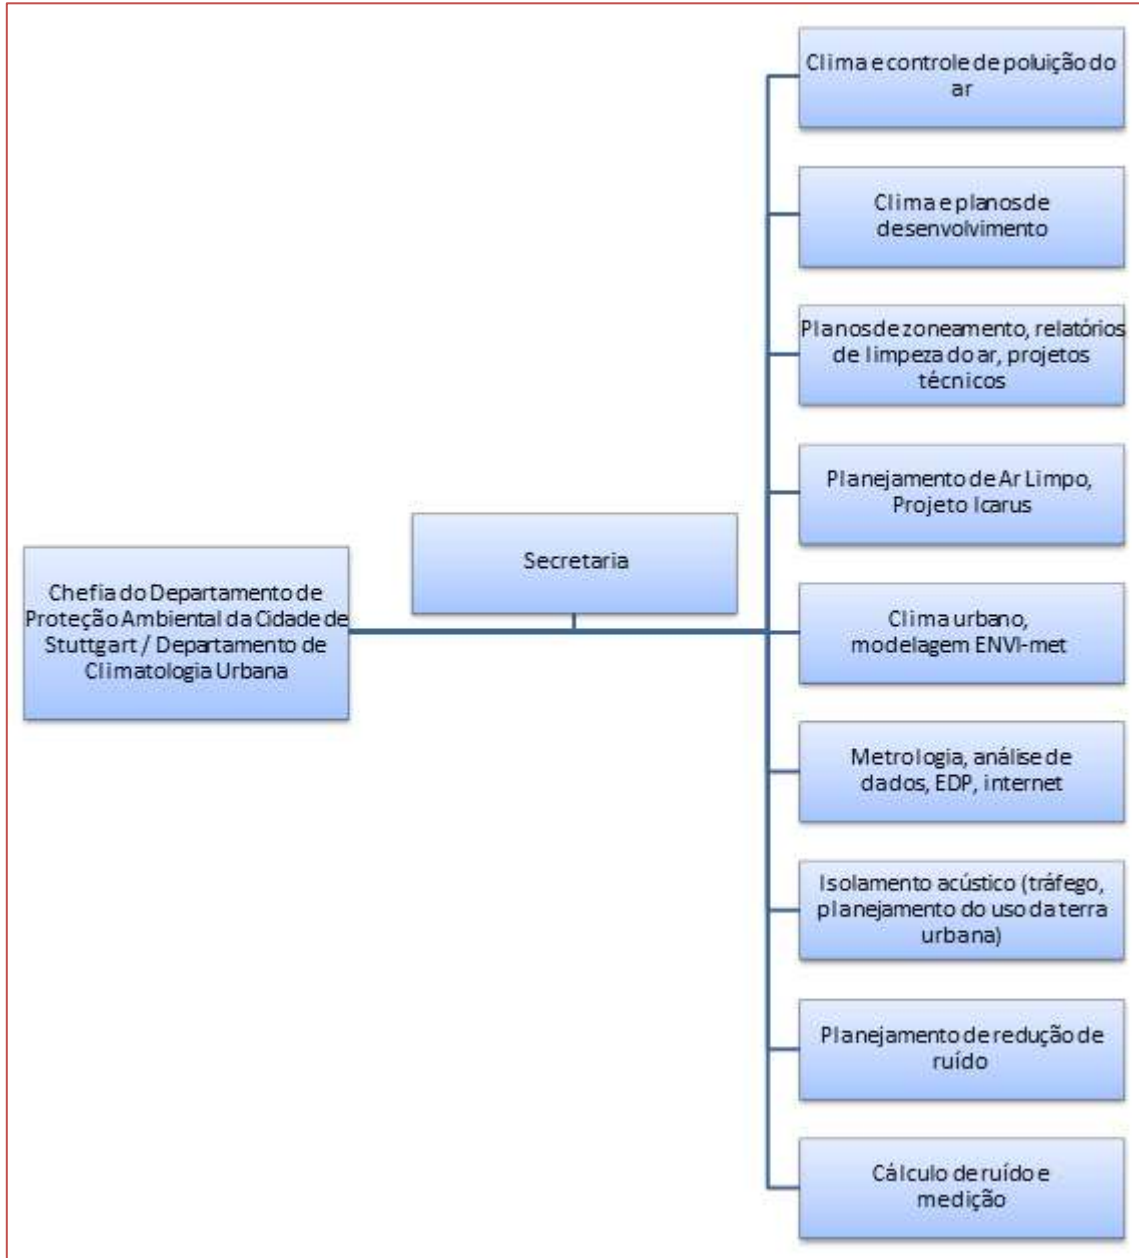 Clima e controle de poluição do
ar
Clima e planos de
desenvolvimento
Planos de zoneamento, relatórios
de limpeza do ar, projetos
técnicos
Planejamento de Ar Limpo,
Projeto Icarus
Secretaria
Chefia do Departamento de
Proteção Ambiental da Cidade de
Stuttgart / Departamento de
Climatologia Urbana
Clima urbano,
modelagem ENVI-met
Metrologia, análise de
dados, EDP, internet
Isolamento acústico (tráfego,
planejamento do uso da terra
urbana)
Planejamento de redução de
ruído
Cálculo de ruído e
medição